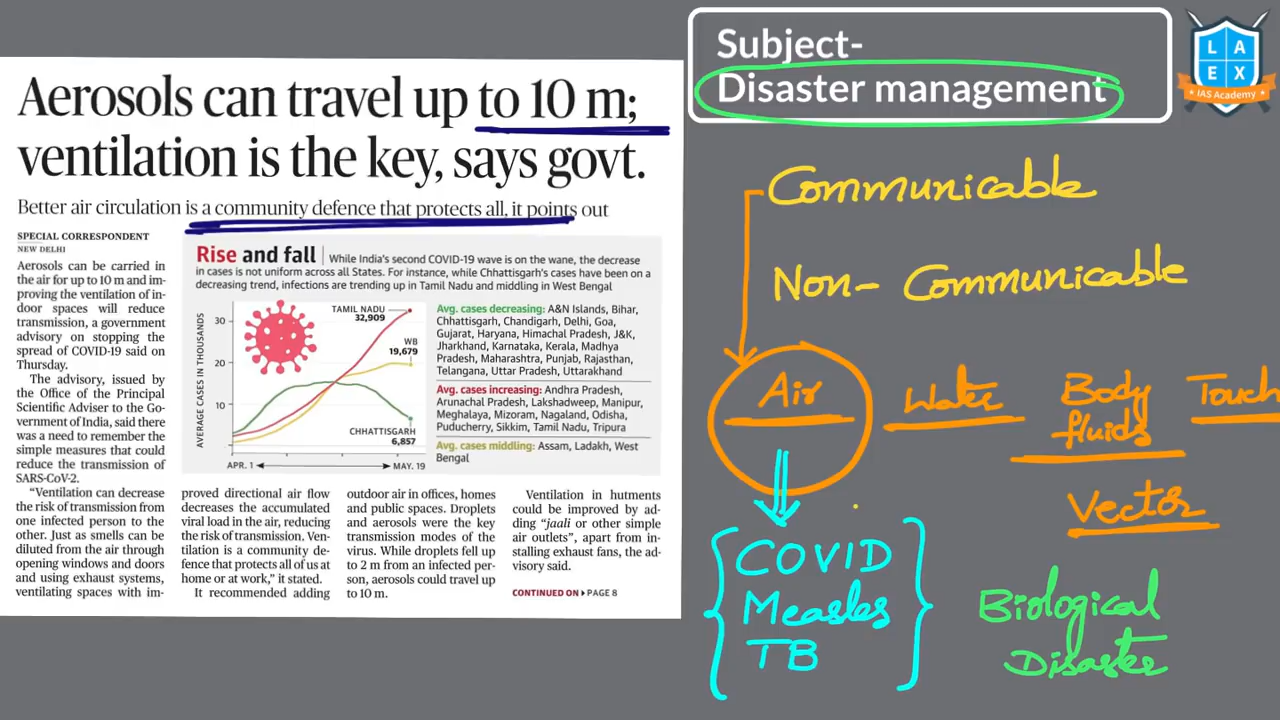 Aerosols can travel up to 10 m;
ventilation is the key, says govt.
Better air circulation is a community defence that protects all, it points out
SPECIAL CORRESPONDENT
NEW DELHI
Aerosols can be carried in
the air for up to 10 m and im-
proving the ventilation of in-
door spaces will reduce
transmission, a government
advisory on stopping the
spread of COVID-19 said on
Thursday.
The advisory, issued by
the Office of the Principal
Scientific Adviser to the Go-
vernment of India, said there
was a need to remember the
simple measures that could
reduce the transmission of
SARS-CoV-2.
"Ventilation can decrease
the risk of transmission from
one infected person to the
other. Just as smells can be
diluted from the air through
opening windows and doors
and using exhaust systems,
ventilating spaces with im-
Rise and fall | While India's second COVID-19 wave is on the wane, the decrease
in cases is not uniform across all States. For instance, while Chhattisgarh's cases have been on a
decreasing trend, infections are trending up in Tamil Nadu and middling in West Bengal
AVERAGE CASES IN THOUSANDS
30
20
10
TAMIL NADU
32,909
WB
19,679
CHHATTISGARH
6,857
APR. 1
MAY. 19
Avg. cases decreasing: A&N Islands, Bihar,
Chhattisgarh, Chandigarh, Delhi, Goa,
Gujarat, Haryana, Himachal Pradesh, J&K,
Jharkhand, Karnataka, Kerala, Madhya
Pradesh, Maharashtra, Punjab, Rajasthan,
Telangana, Uttar Pradesh, Uttarakhand
Avg. cases increasing: Andhra Pradesh,
Arunachal Pradesh, Lakshadweep, Manipur,
Meghalaya, Mizoram, Nagaland, Odisha,
Puducherry, Sikkim, Tamil Nadu, Tripura
Avg. cases middling: Assam, Ladakh, West
Bengal
proved directional air flow
decreases the accumulated
viral load in the air, reducing
the risk of transmission. Ven-
tilation is a community de-
fence that protects all of us at
home or at work," it stated.
It recommended adding
outdoor air in offices, homes
and public spaces. Droplets
and aerosols were the key
transmission modes of the
virus. While droplets fell up
to 2 m from an infected per-
son, aerosols could travel up
to 10 m.
Ventilation in hutments
could be improved by ad-
ding "jaali or other simple
air outlets", apart from in-
stalling exhaust fans, the ad-
visory said.
CONTINUED ON PAGE 8
Subject-
Disaster management
LAEX
IAS Academy
Communicable
Non-Communicable
Air Water Body fluids Touch
Vector
COVID
Measles
TB
Biological
Disaster